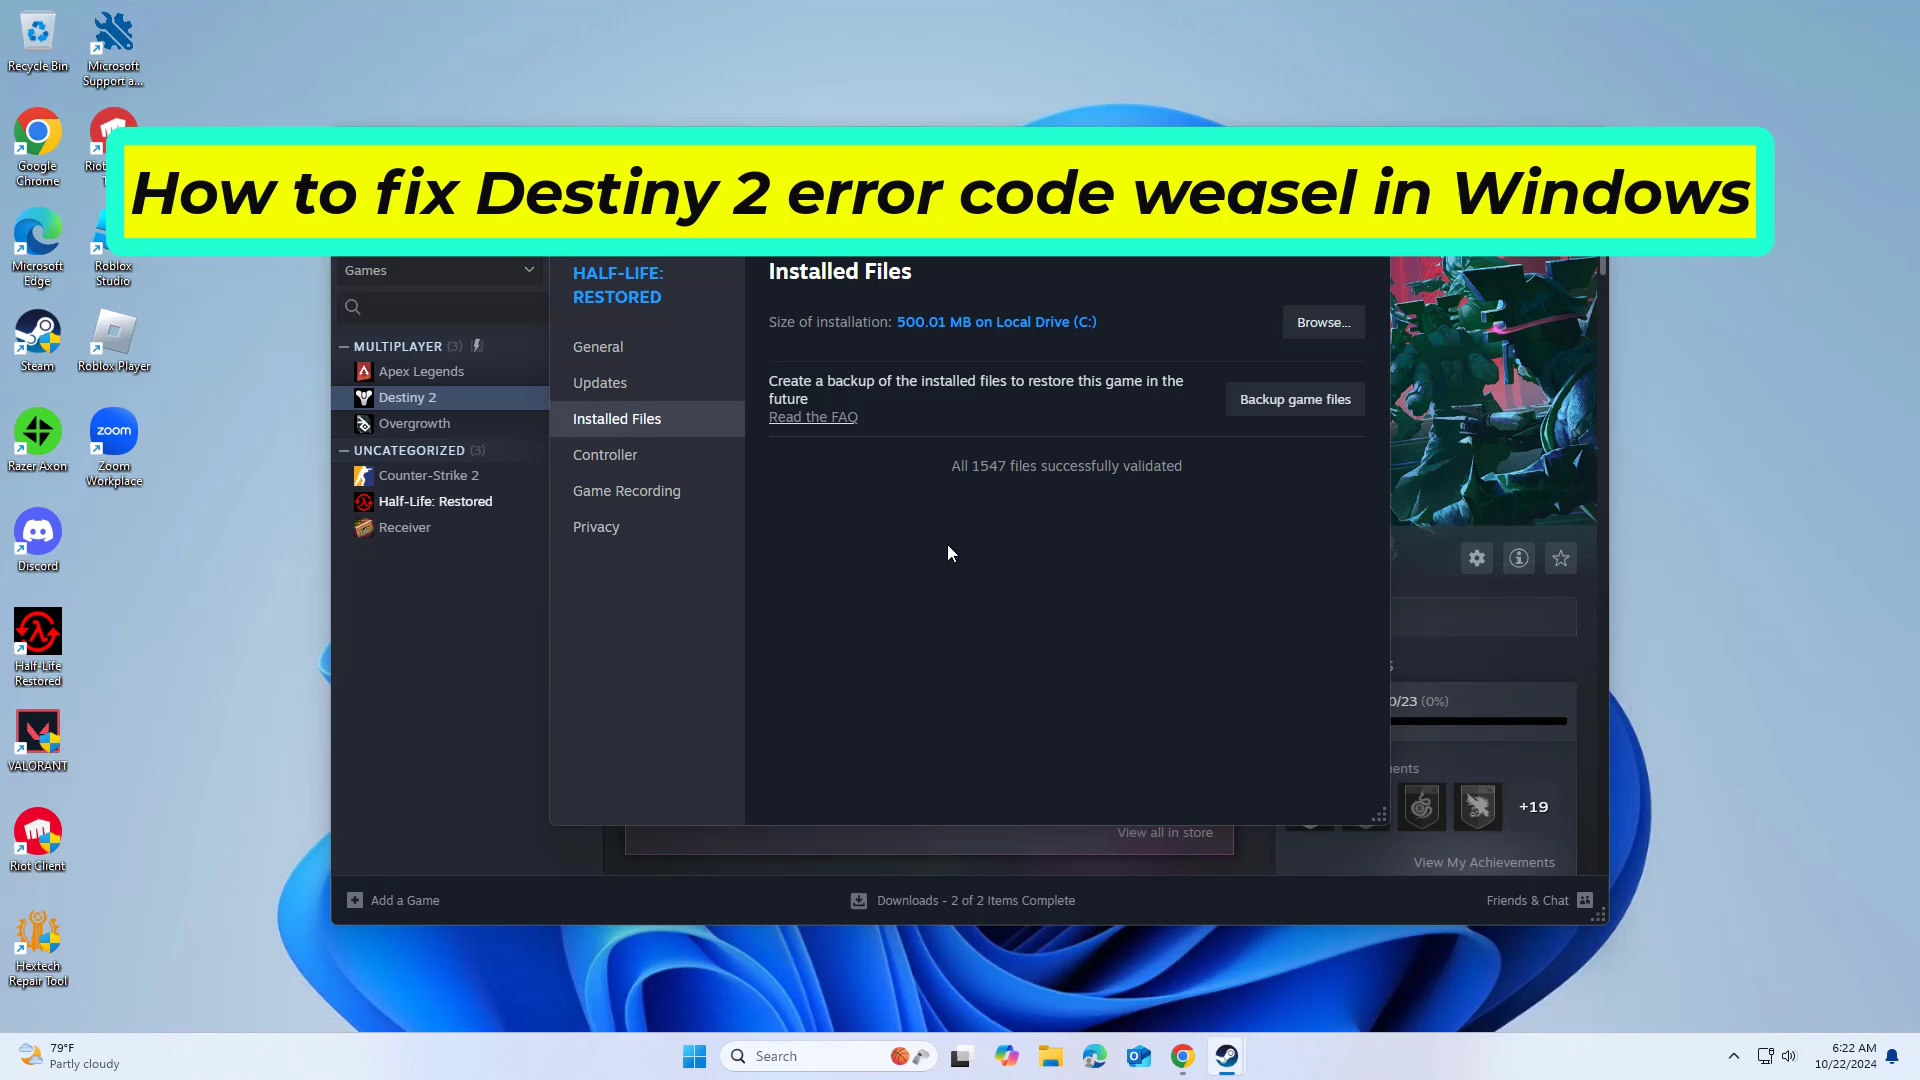 Recycle Bin
Microsoft
Support a...
Google
Chrome
Riot
How to fix Destiny 2 error code weasel in Windows
Microsoft
Edge
Roblox
Studio
Steam
Roblox Player
Razer Axon
zoom
Zoom
Workplace
Discord
Half-Life
Restored
VALORANT
Riot Client
Hextech
Repair Tool
Games
MULTIPLAYER (3)
Apex Legends
Destiny 2
Overgrowth
UNCATEGORIZED (3)
Counter-Strike 2
Half-Life: Restored
Receiver
HALF-LIFE:
RESTORED
General
Updates
Installed Files
Controller
Game Recording
Privacy
Installed Files
Size of installation: 500.01 MB on Local Drive (C:)
Browse...
Create a backup of the installed files to restore this game in the
future
Read the FAQ
Backup game files
All 1547 files successfully validated
0/23 (0%)
+19
View all in store
View My Achievements
Add a Game
Downloads - 2 of 2 Items Complete
Friends & Chat
79°F
Partly cloudy
Search
6:22 AM
10/22/2024